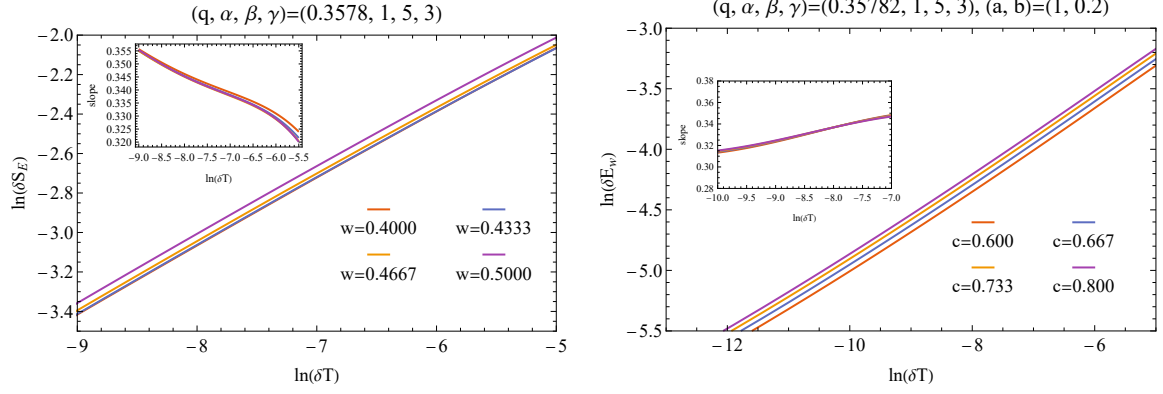 (q, α, β, γ)=(0.3578, 1, 5, 3)
-2.0
-2.2
-2.4
-2.6
-2.8
-3.0
-3.2
-3.4
ln(δS_E)
0.355
0.350
0.345
0.340
0.335
0.330
0.325
0.320
slope
-9.0 -8.5 -8.0 -7.5 -7.0 -6.5 -6.0 -5.5
ln(δT)
w=0.4000 w=0.4333
w=0.4667 w=0.5000
-9 -8 -7 -6 -5
ln(δT)
(q, α, β, γ)=(0.35782, 1, 5, 3), (a, b)=(1, 0.2)
-3.0
-3.5
-4.0
-4.5
-5.0
-5.5
ln(δE_w)
0.38
0.36
0.34
0.32
0.30
0.28
slope
-10.0 -9.5 -9.0 -8.5 -8.0 -7.5 -7.0
ln(δT)
c=0.600 c=0.667
c=0.733 c=0.800
-12 -10 -8 -6
ln(δT)